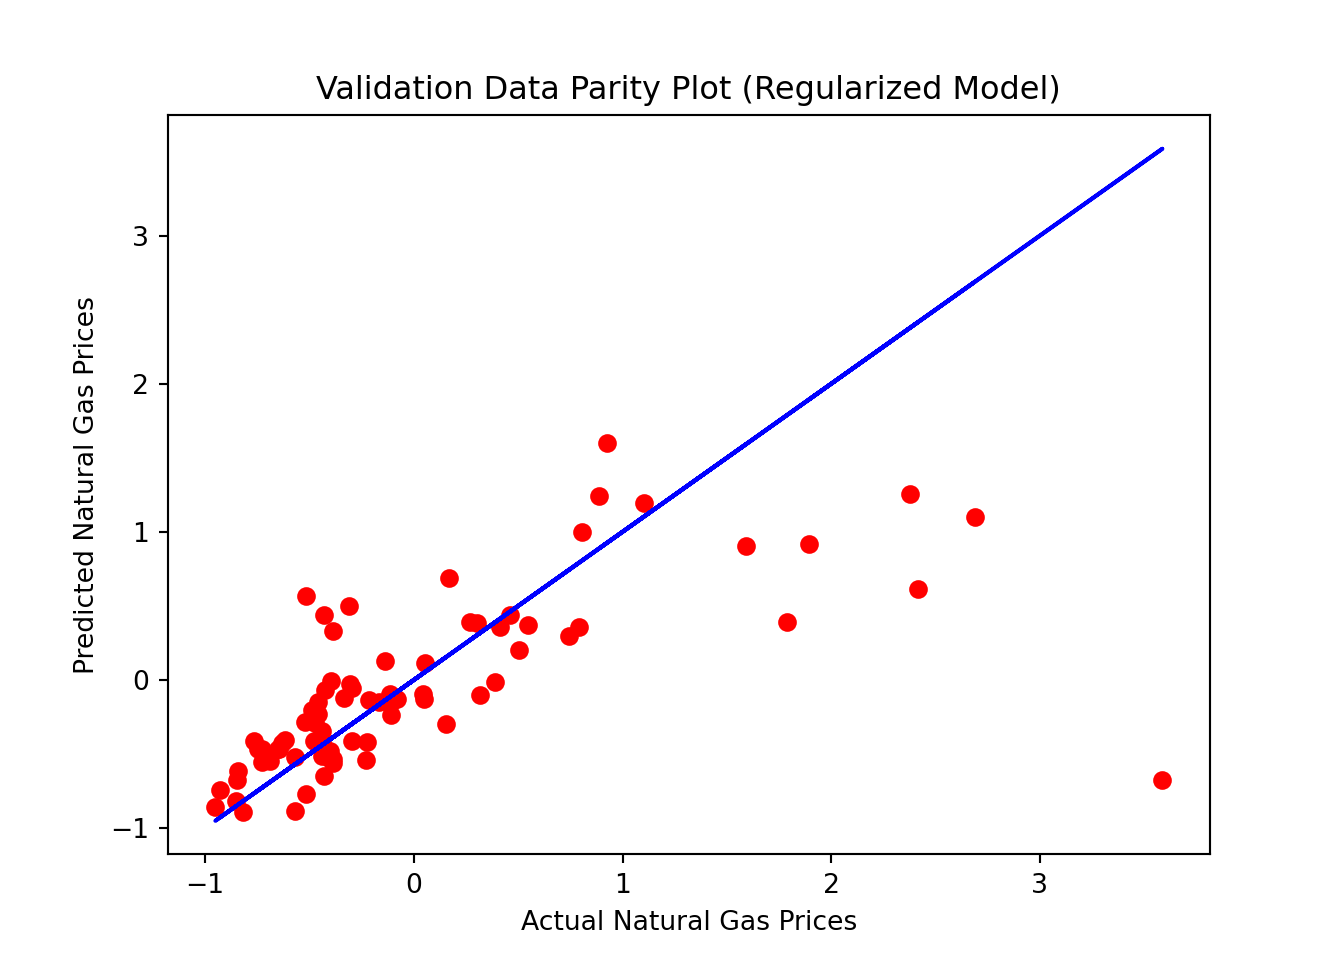 Validation Data Parity Plot (Regularized Model)
Predicted Natural Gas Prices
3
2
1
0
−1
−1 0 1 2 3
Actual Natural Gas Prices